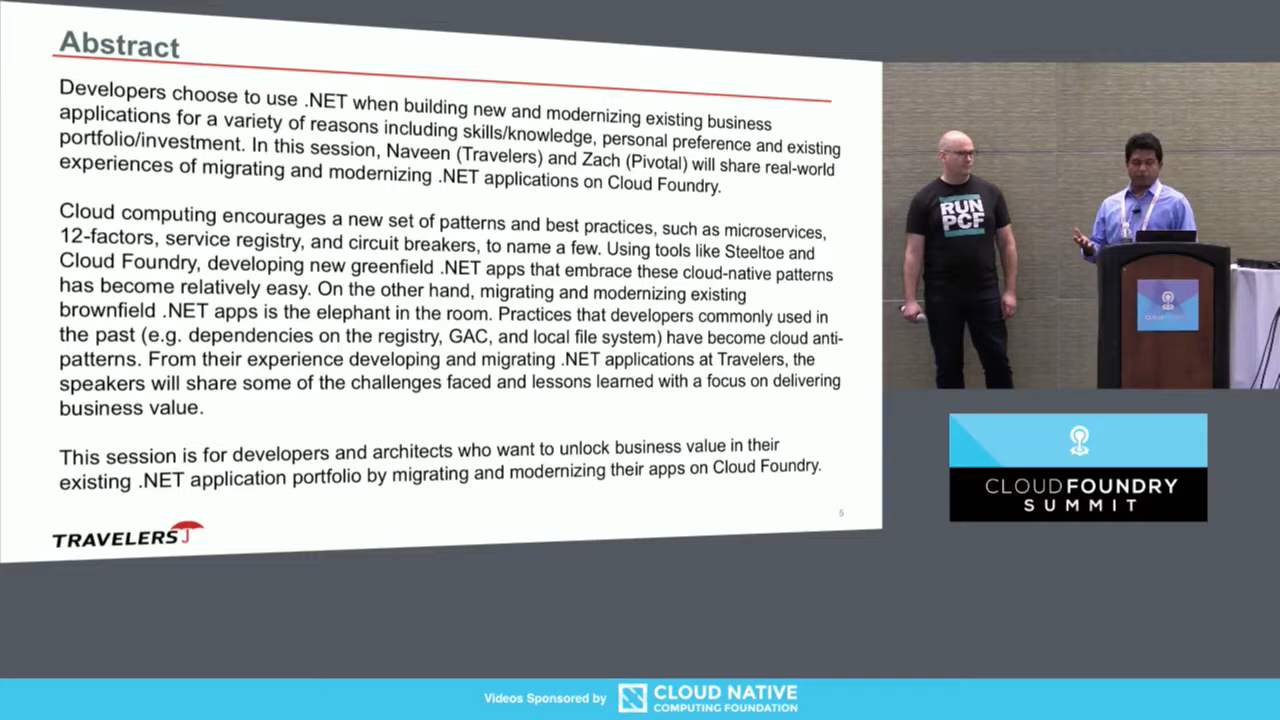 Abstract
Developers choose to use .NET when building new and modernizing existing business
applications for a variety of reasons including skills/knowledge, personal preference and existing
portfolio/investment. In this session, Naveen (Travelers) and Zach (Pivotal) will share real-world
experiences of migrating and modernizing .NET applications on Cloud Foundry.
Cloud computing encourages a new set of patterns and best practices, such as microservices,
12-factors, service registry, and circuit breakers, to name a few. Using tools like Steeltoe and
Cloud Foundry, developing new greenfield .NET apps that embrace these cloud-native patterns
has become relatively easy. On the other hand, migrating and modernizing existing
brownfield .NET apps is the elephant in the room. Practices that developers commonly used in
the past (e.g. dependencies on the registry, GAC, and local file system) have become cloud anti-
patterns. From their experience developing and migrating .NET applications at Travelers, the
speakers will share some of the challenges faced and lessons learned with a focus on delivering
business value.
This session is for developers and architects who want to unlock business value in their
existing .NET application portfolio by migrating and modernizing their apps on Cloud Foundry.
5
TRAVELERS
RUN
PCF
CLOUD FOUNDRY
SUMMIT
Videos Sponsored by
CLOUD NATIVE
COMPUTING FOUNDATION